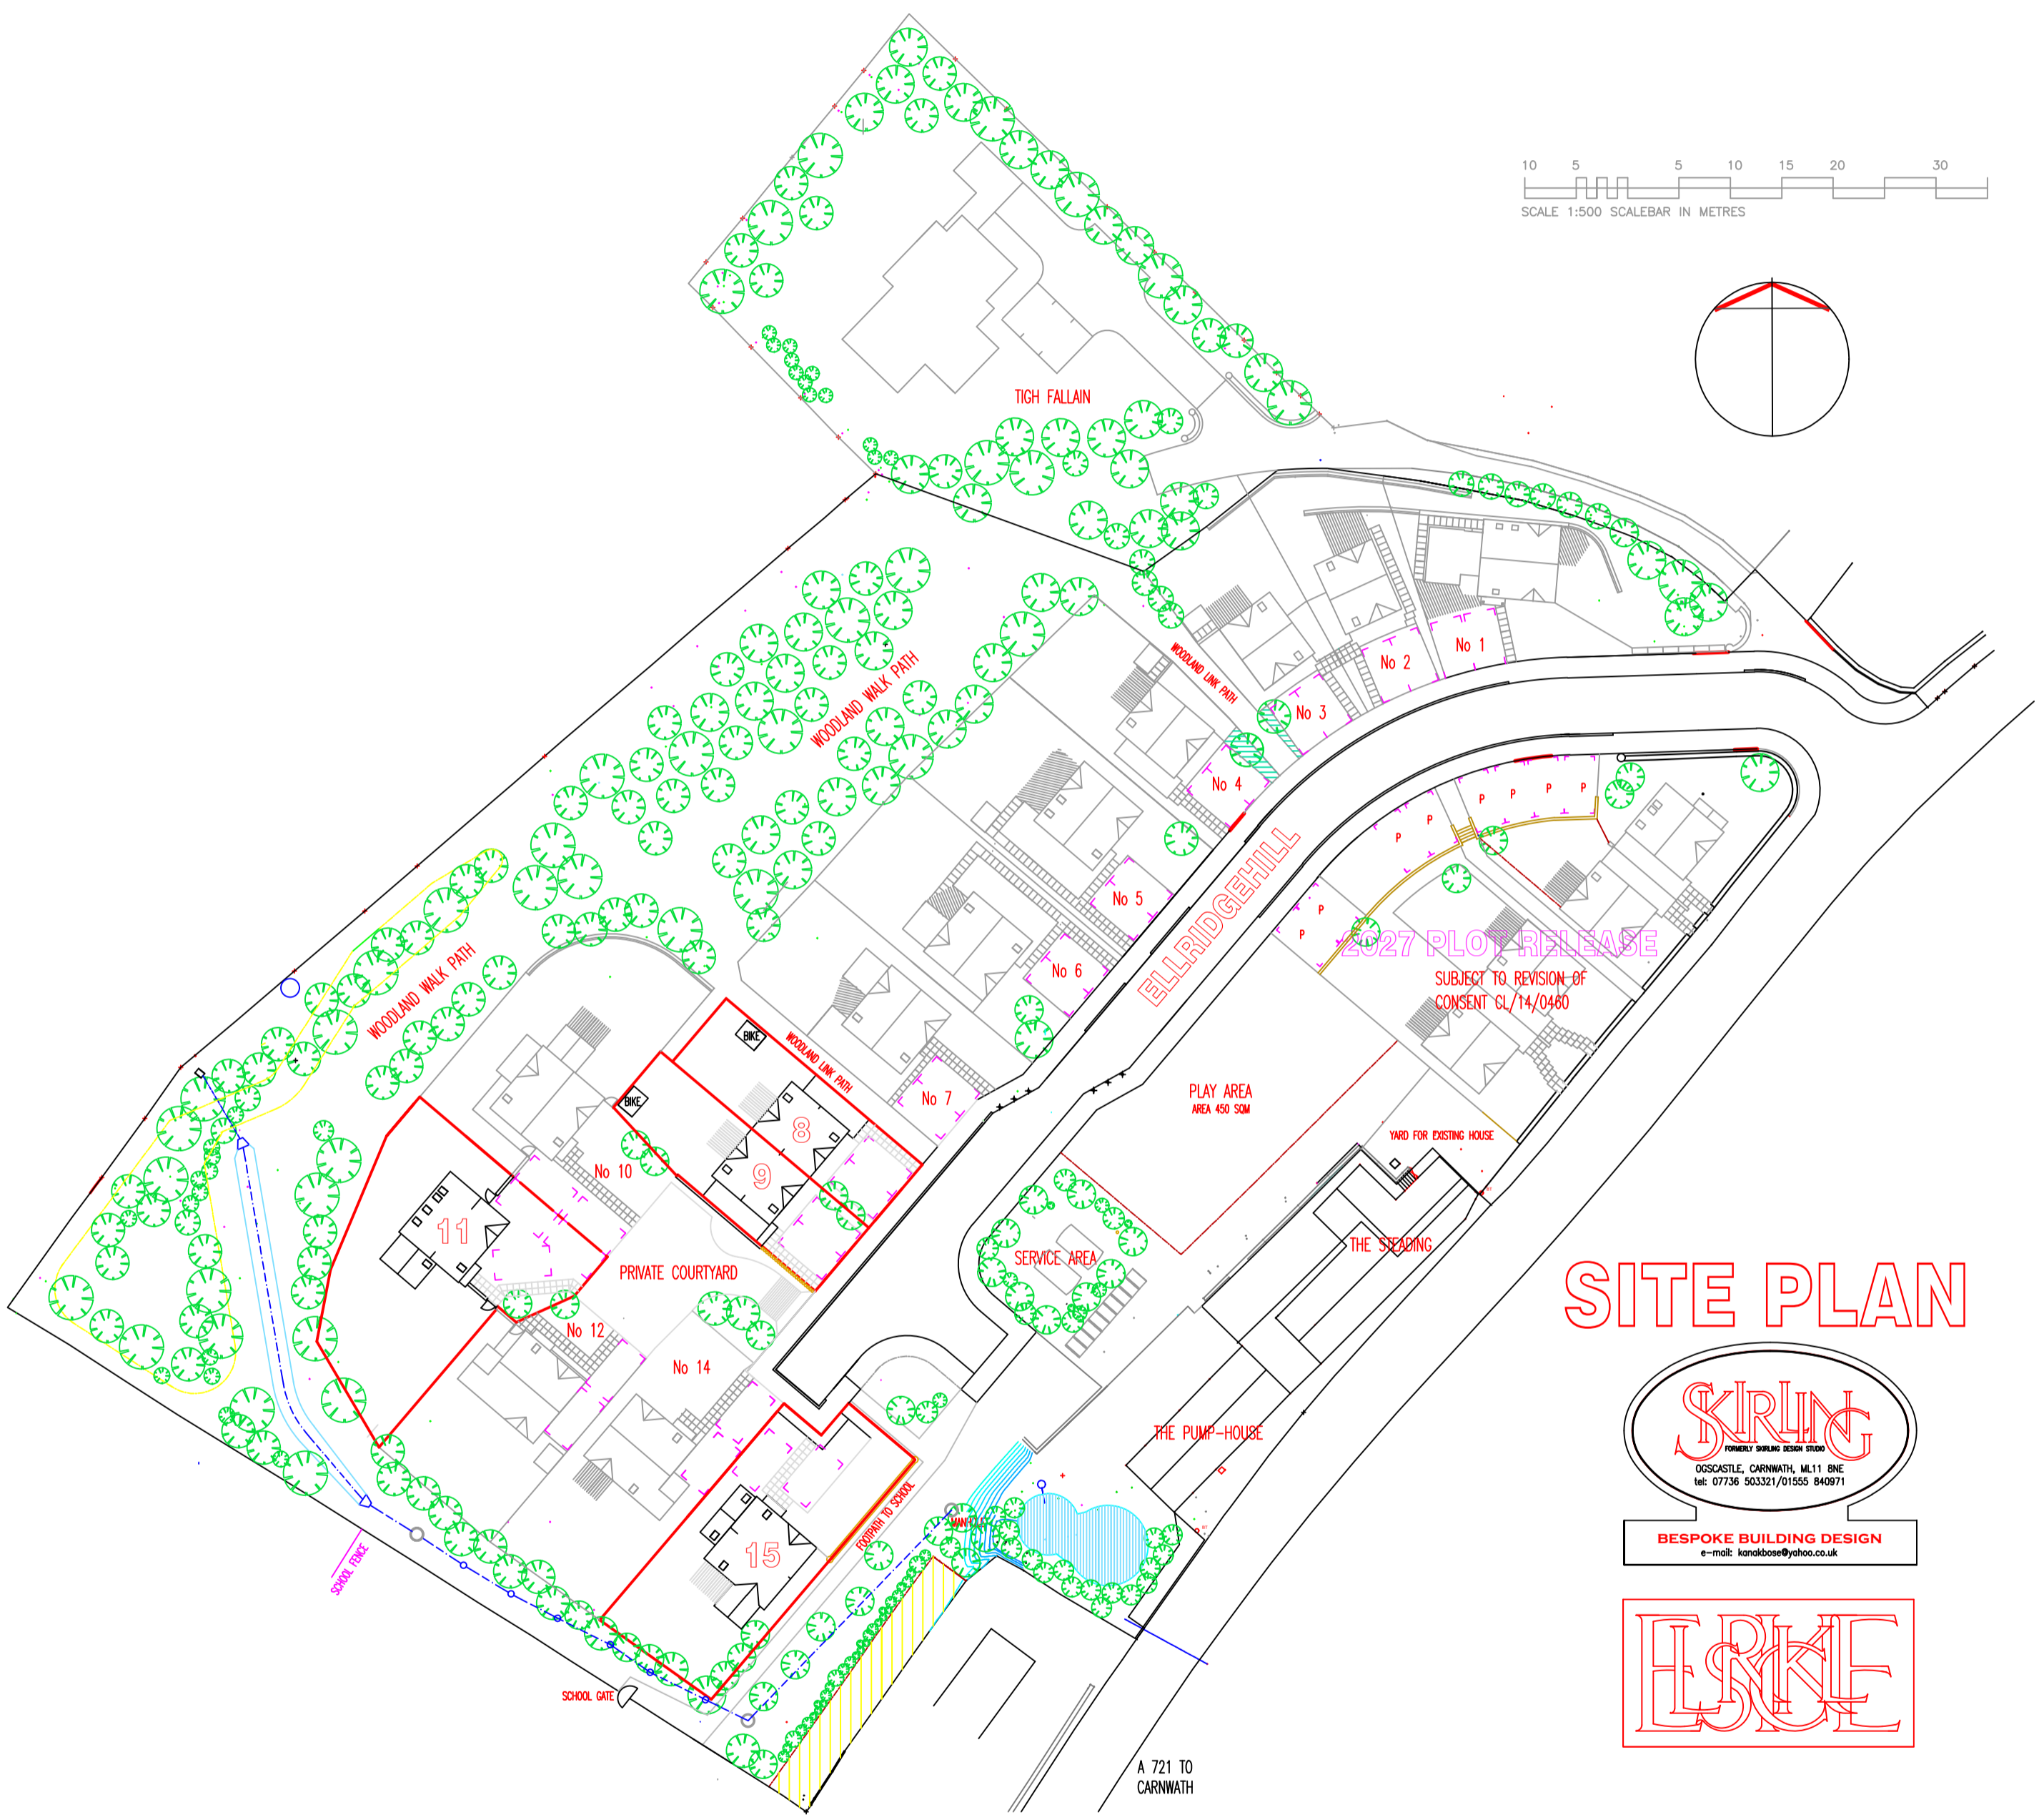 10 5 5 10 15 20 30
SCALE 1:500 SCALEBAR IN METRES
TIGH FALLAIN
No 1
No 2
No 3
No 4
WOODLAND LINK PATH
WOODLAND WALK PATH
P P P P
P P
P
P
No 5
No 6
No 7
ELLRIDGEHILL
2027 PLOT RELEASE
SUBJECT TO REVISION OF
CONSENT CL/14/0460
WOODLAND WALK PATH
BIKE
BIKE
WOODLAND LINK PATH
8
9
No 10
11
PLAY AREA
AREA 450 SQM
YARD FOR EXISTING HOUSE
THE STEADING
SERVICE AREA
PRIVATE COURTYARD
No 12
No 14
15
THE PUMP-HOUSE
FOOTPATH TO SCHOOL
MANHOLE
SCHOOL FENCE
SCHOOL GATE
A 721 TO
CARNWATH
SITE PLAN
SKIRLING
FORMERLY SKIRLING DESIGN STUDIO
OGSCASTLE, CARNWATH, ML11 8NE
tel: 07736 503321/01555 840971
BESPOKE BUILDING DESIGN
e-mail: kanakbose@yahoo.co.uk